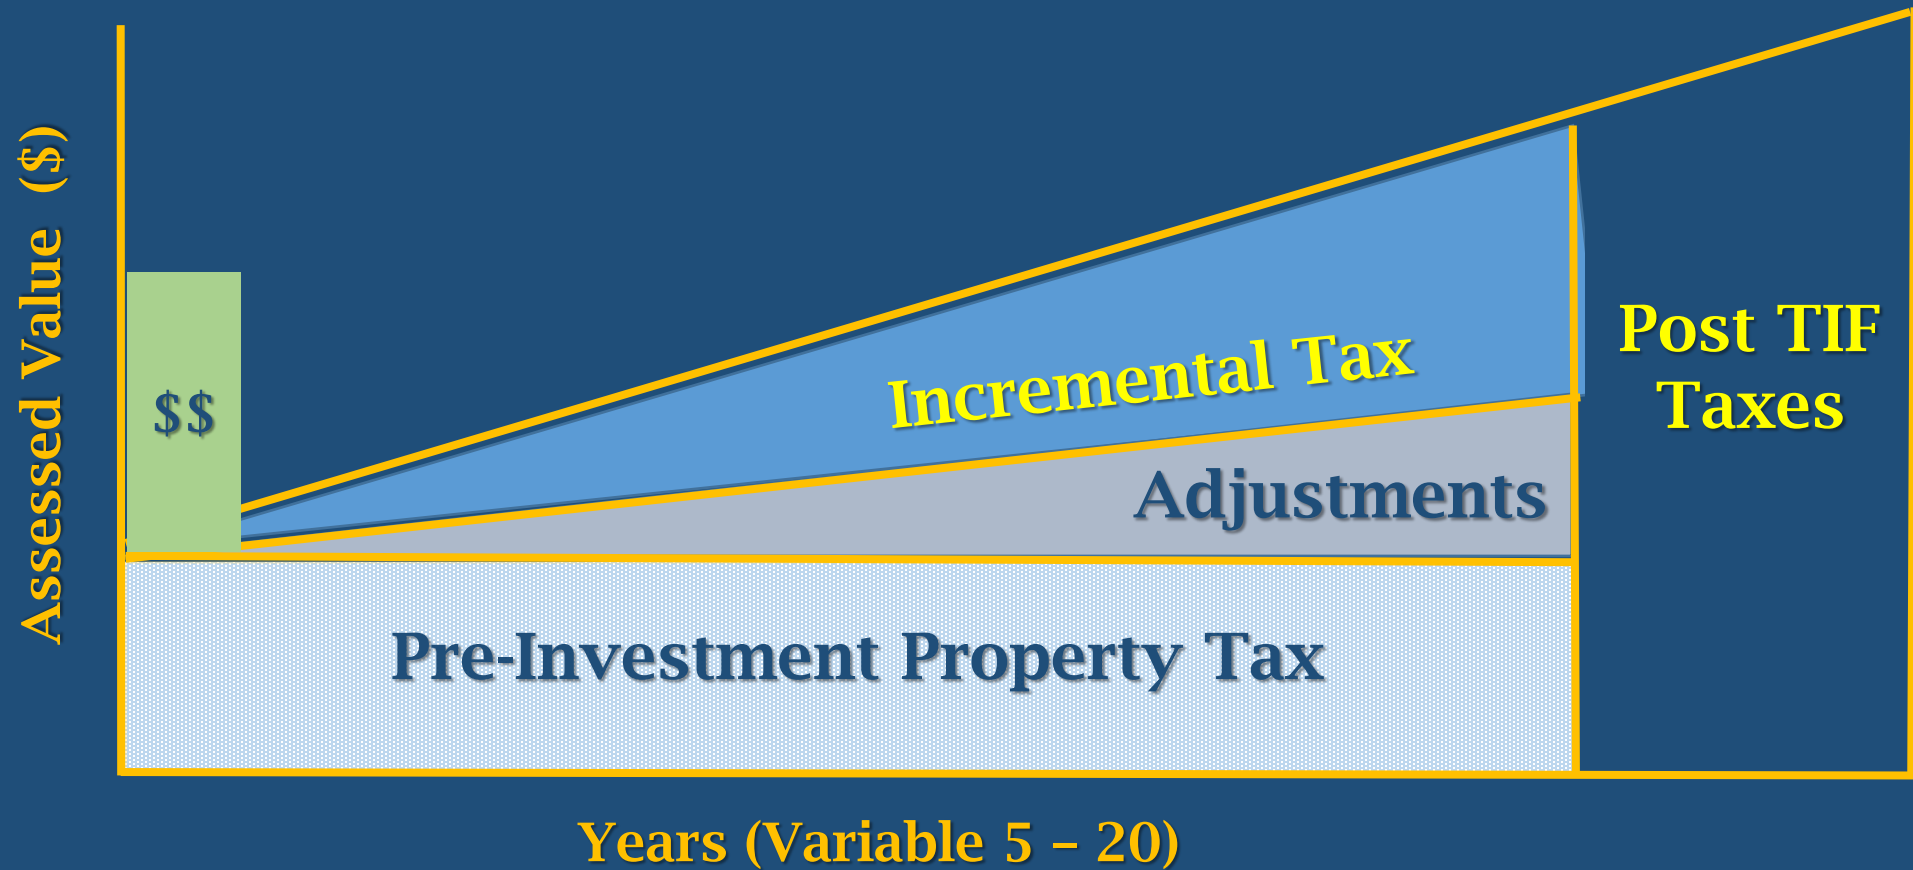 Assessed Value ($)
$$
Incremental Tax
Adjustments
Pre-Investment Property Tax
Post TIF
Taxes
Years (Variable 5 – 20)